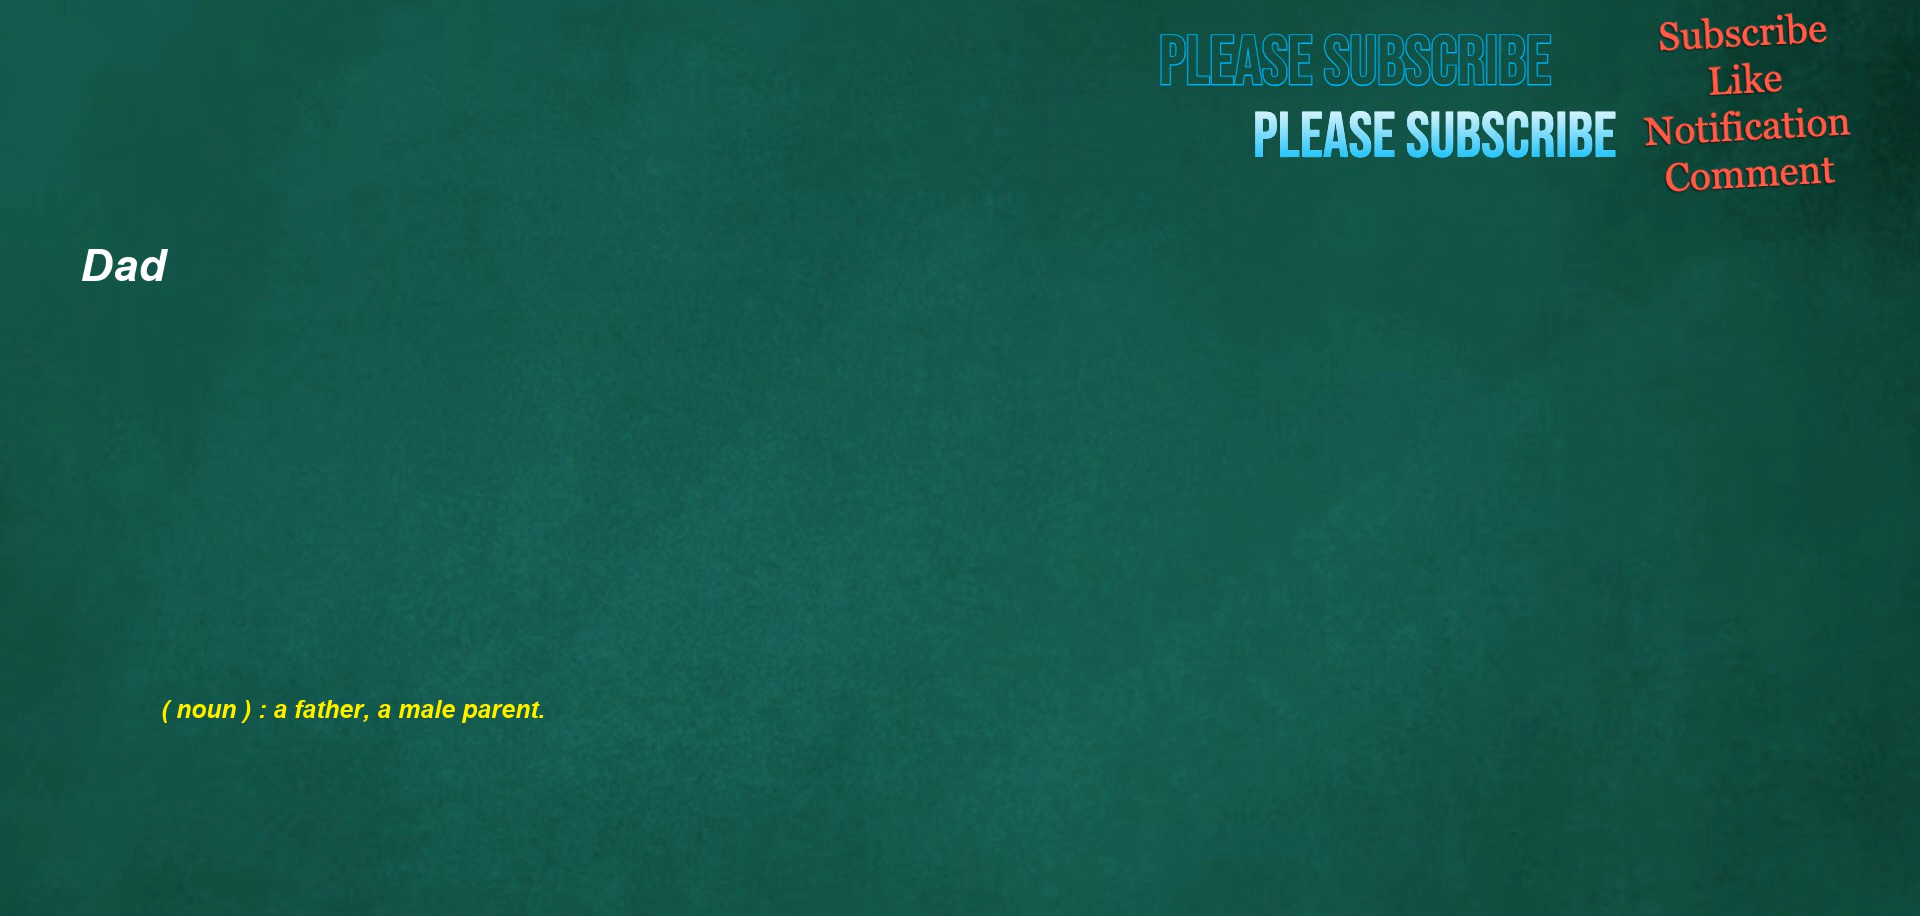 PLEASE SUBSCRIBE
PLEASE SUBSCRIBE
Subscribe
Like
Notification
Comment
Dad
( noun ) : a father, a male parent.